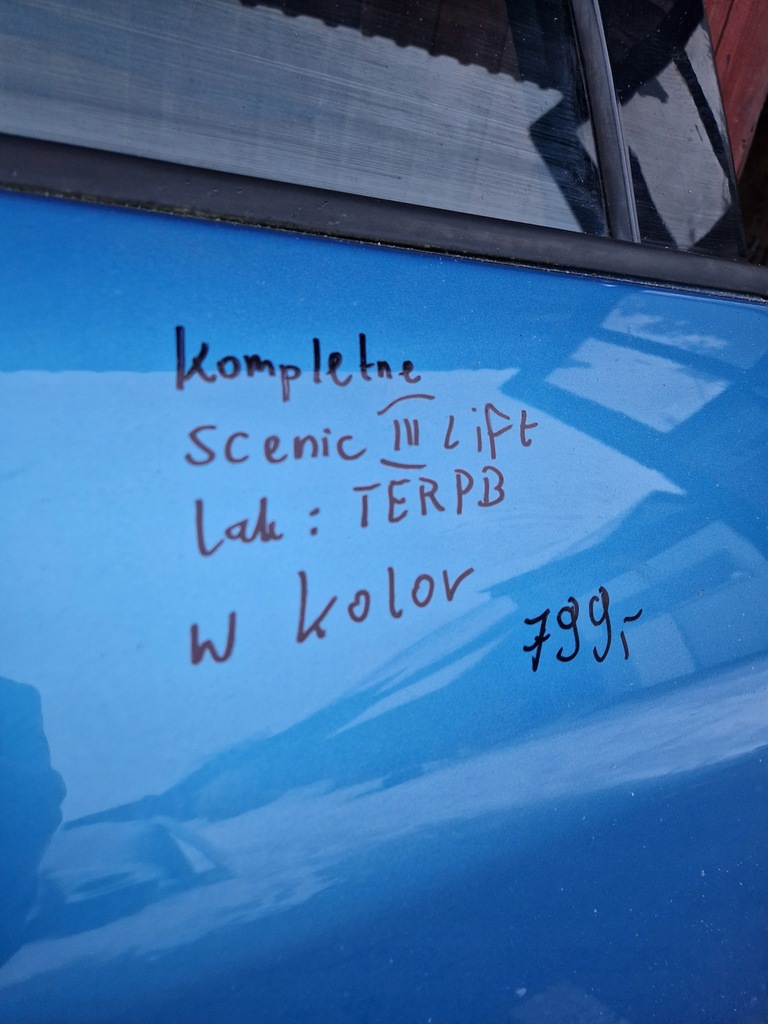 kompletne
scenic III Lift
Lak: TERPB
w kolor
799,-